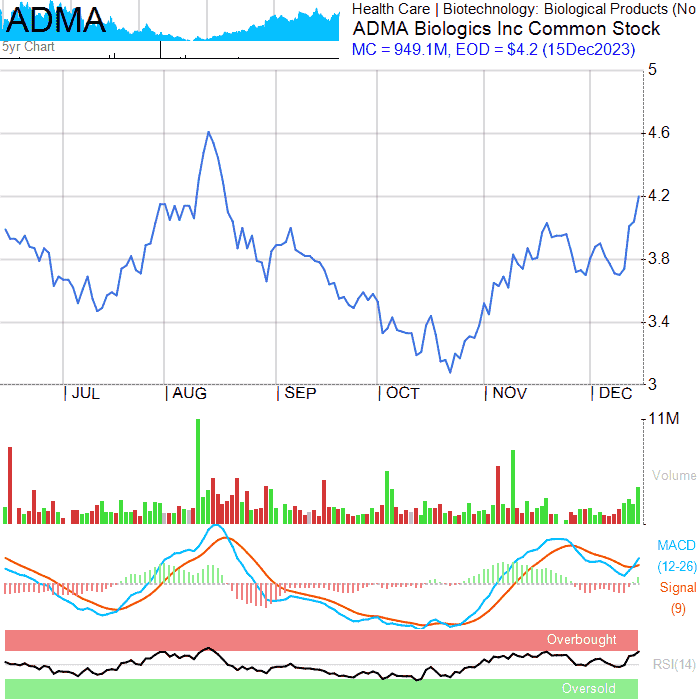 ADMA
5yr Chart
Health Care | Biotechnology: Biological Products (No
ADMA Biologics Inc Common Stock
MC = 949.1M, EOD = $4.2 (15Dec2023)
5
4.6
4.2
3.8
3.4
3
| JUL | AUG | SEP | OCT | NOV | DEC
11M
Volume
MACD
(12-26)
Signal
(9)
Overbought
RSI(14)
Oversold